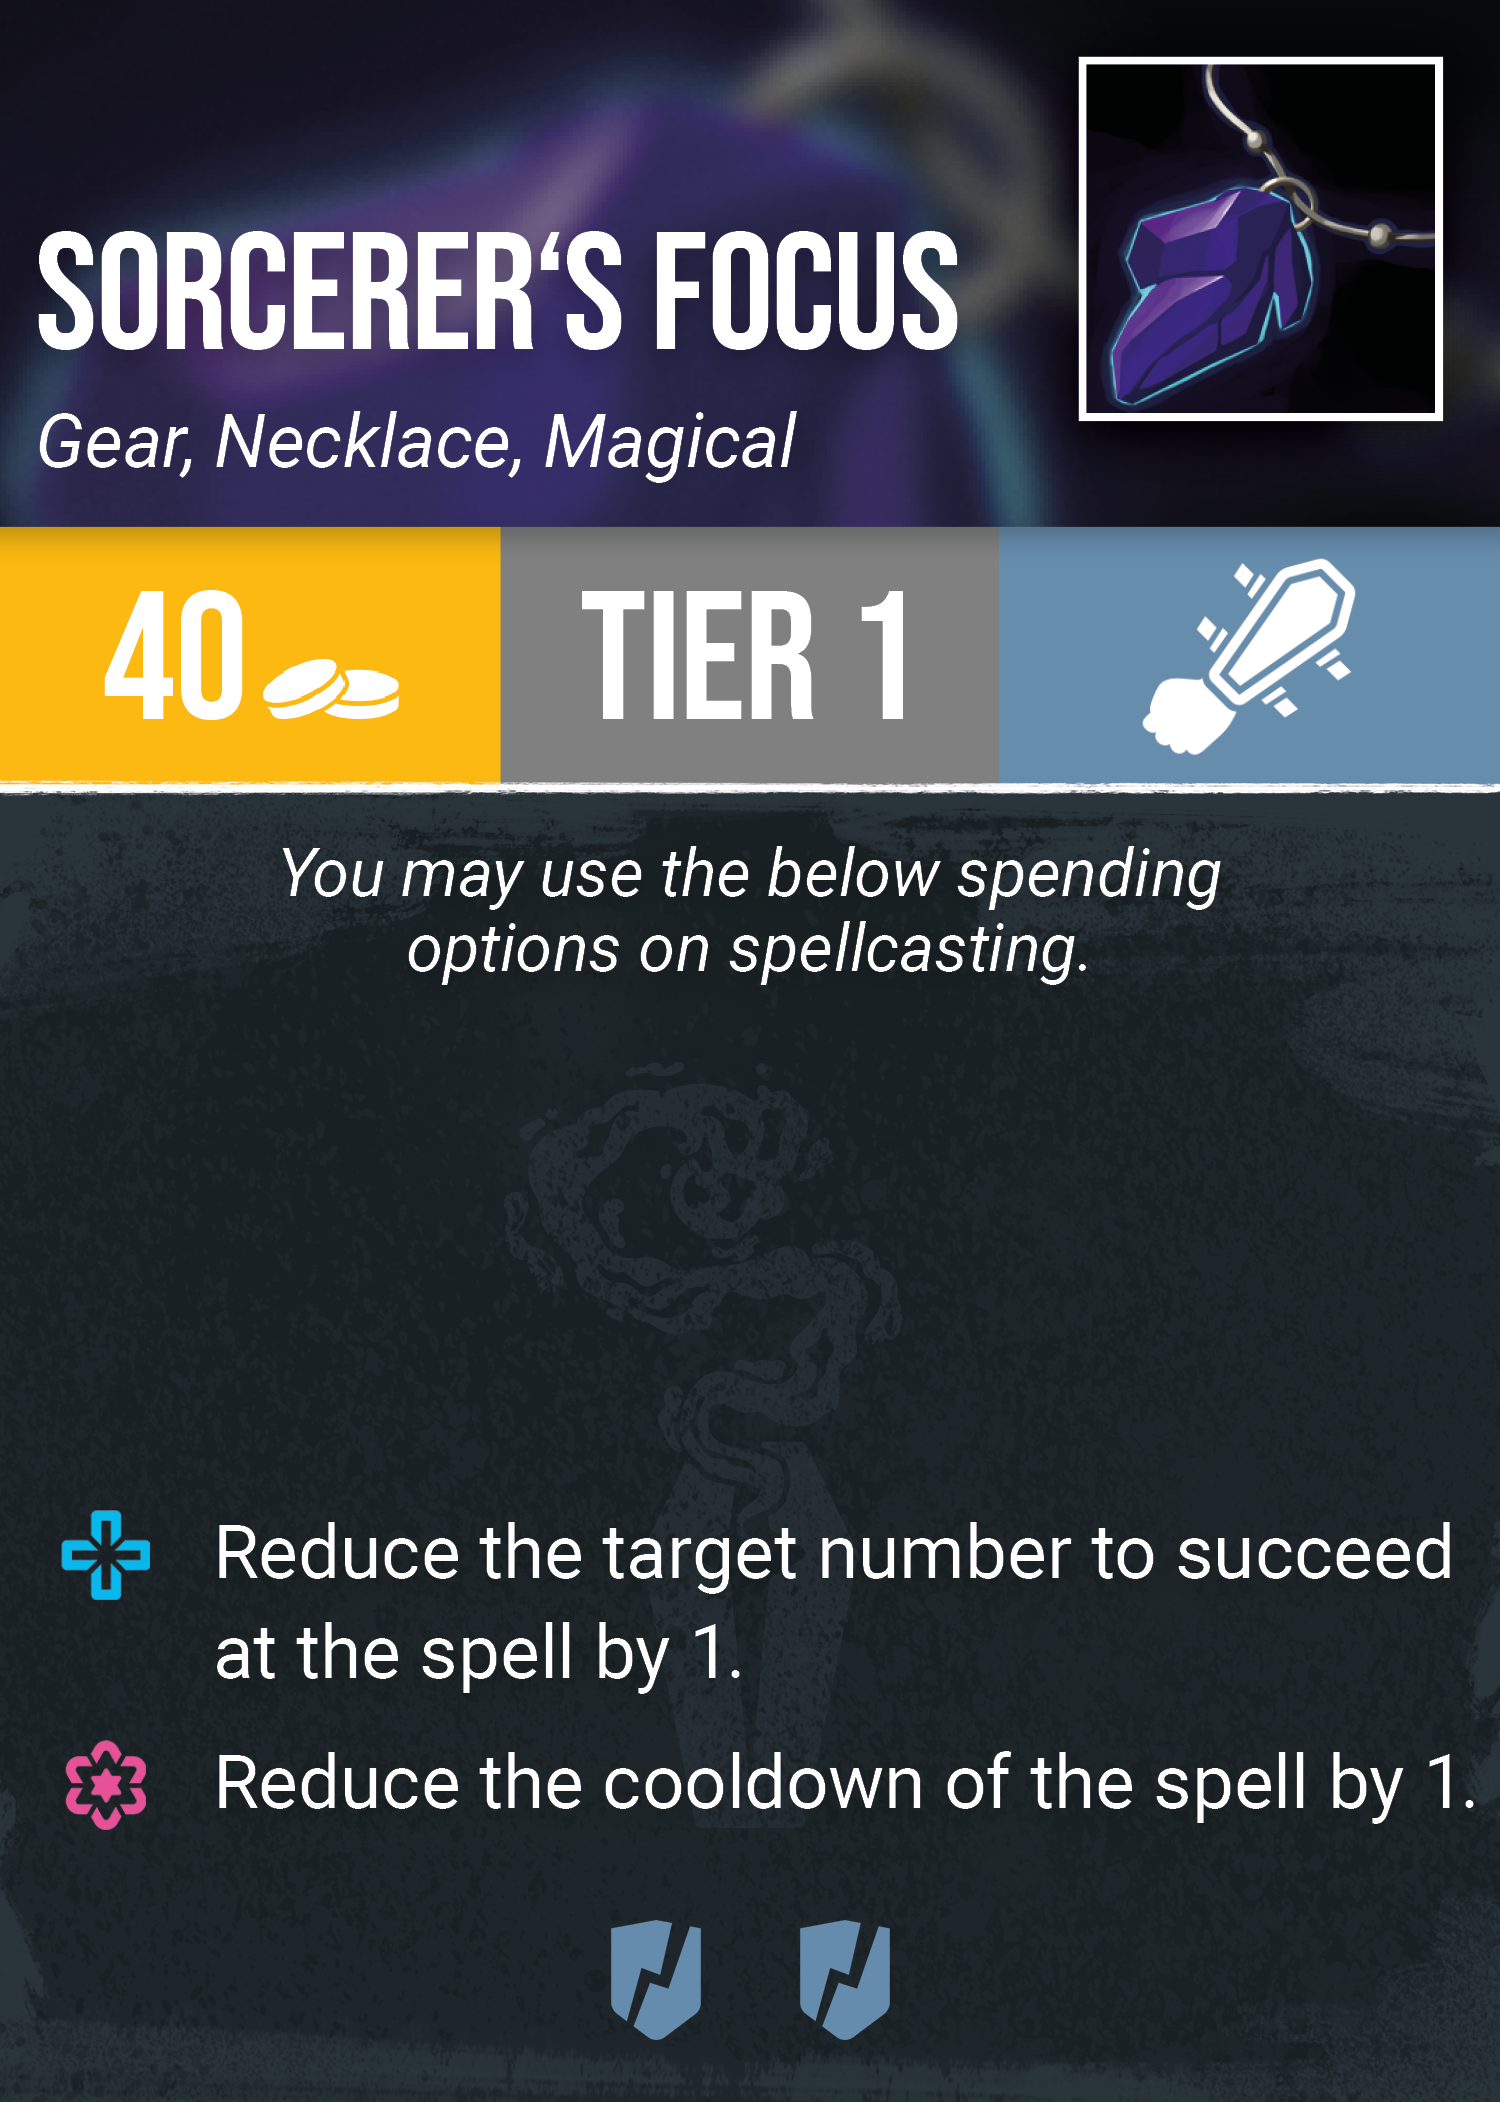 SORCERER‘S FOCUS
Gear, Necklace, Magical
40
TIER 1
You may use the below spending
options on spellcasting.
Reduce the target number to succeed
at the spell by 1.
Reduce the cooldown of the spell by 1.